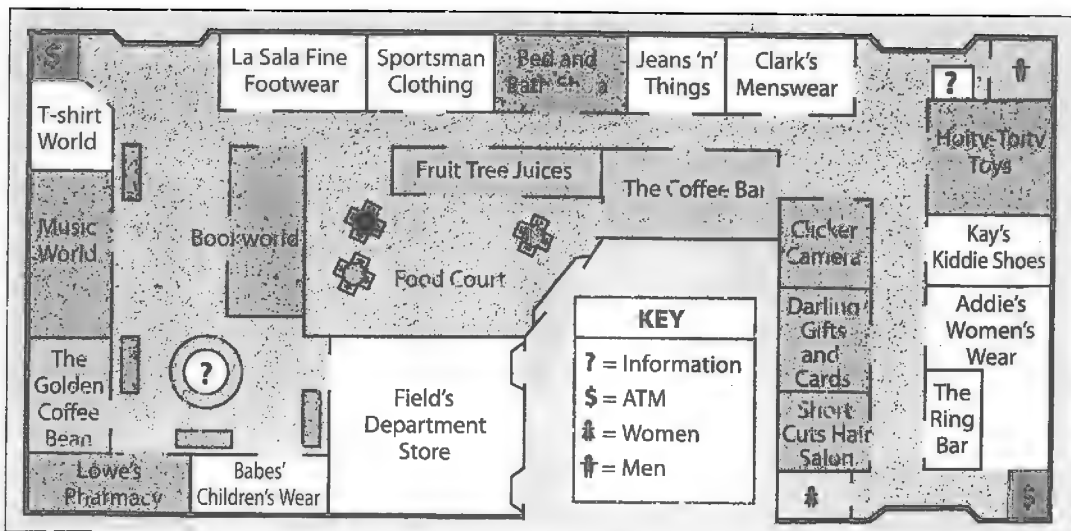 $
La Sala Fine
Footwear
Sportsman
Clothing
Bed and
Bath
Jeans 'n'
Things
Clark's
Menswear
?
T-shirt
World
Hoity-Toity
Toys
Fruit Tree Juices
The Coffee Bar
Music
World
Bookworld
Food Court
Clicker
Camera
Kay's
Kiddie Shoes
KEY
? = Information
$ = ATM
= Women
= Men
Darling
Gifts
and
Cards
Addie's
Women's
Wear
The
Golden
Coffee
Bean
?
Field's
Department
Store
Short
Cuts Hair
Salon
The
Ring
Bar
Lowe's
Pharmacy
Babes'
Children's Wear
$